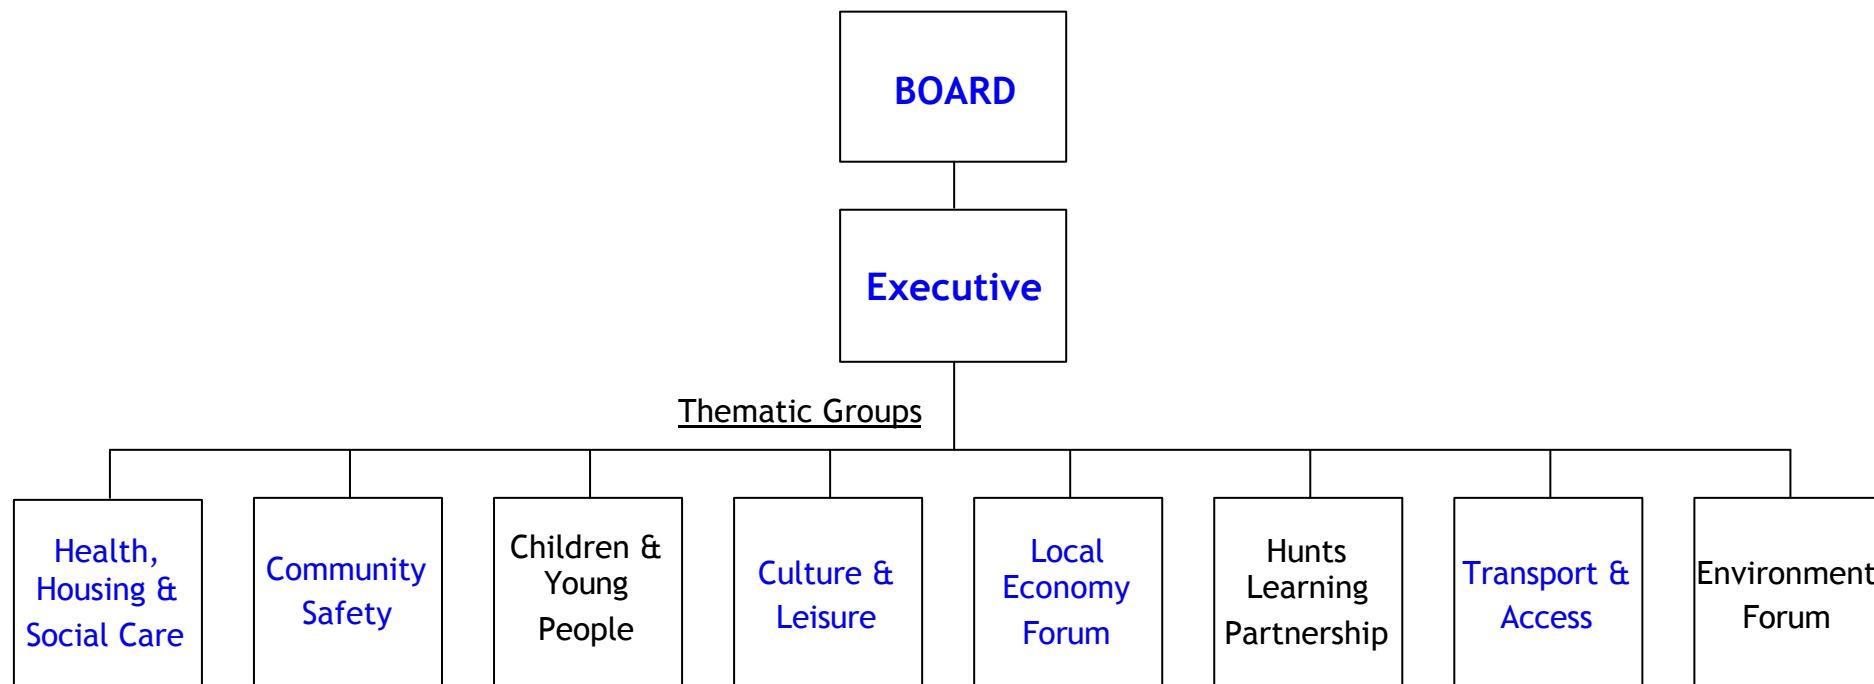 BOARD
Executive
Thematic Groups
Health,
Housing &
Social Care
Community
Safety
Children &
Young
People
Culture &
Leisure
Local
Economy
Forum
Hunts
Learning
Partnership
Transport &
Access
Environment
Forum